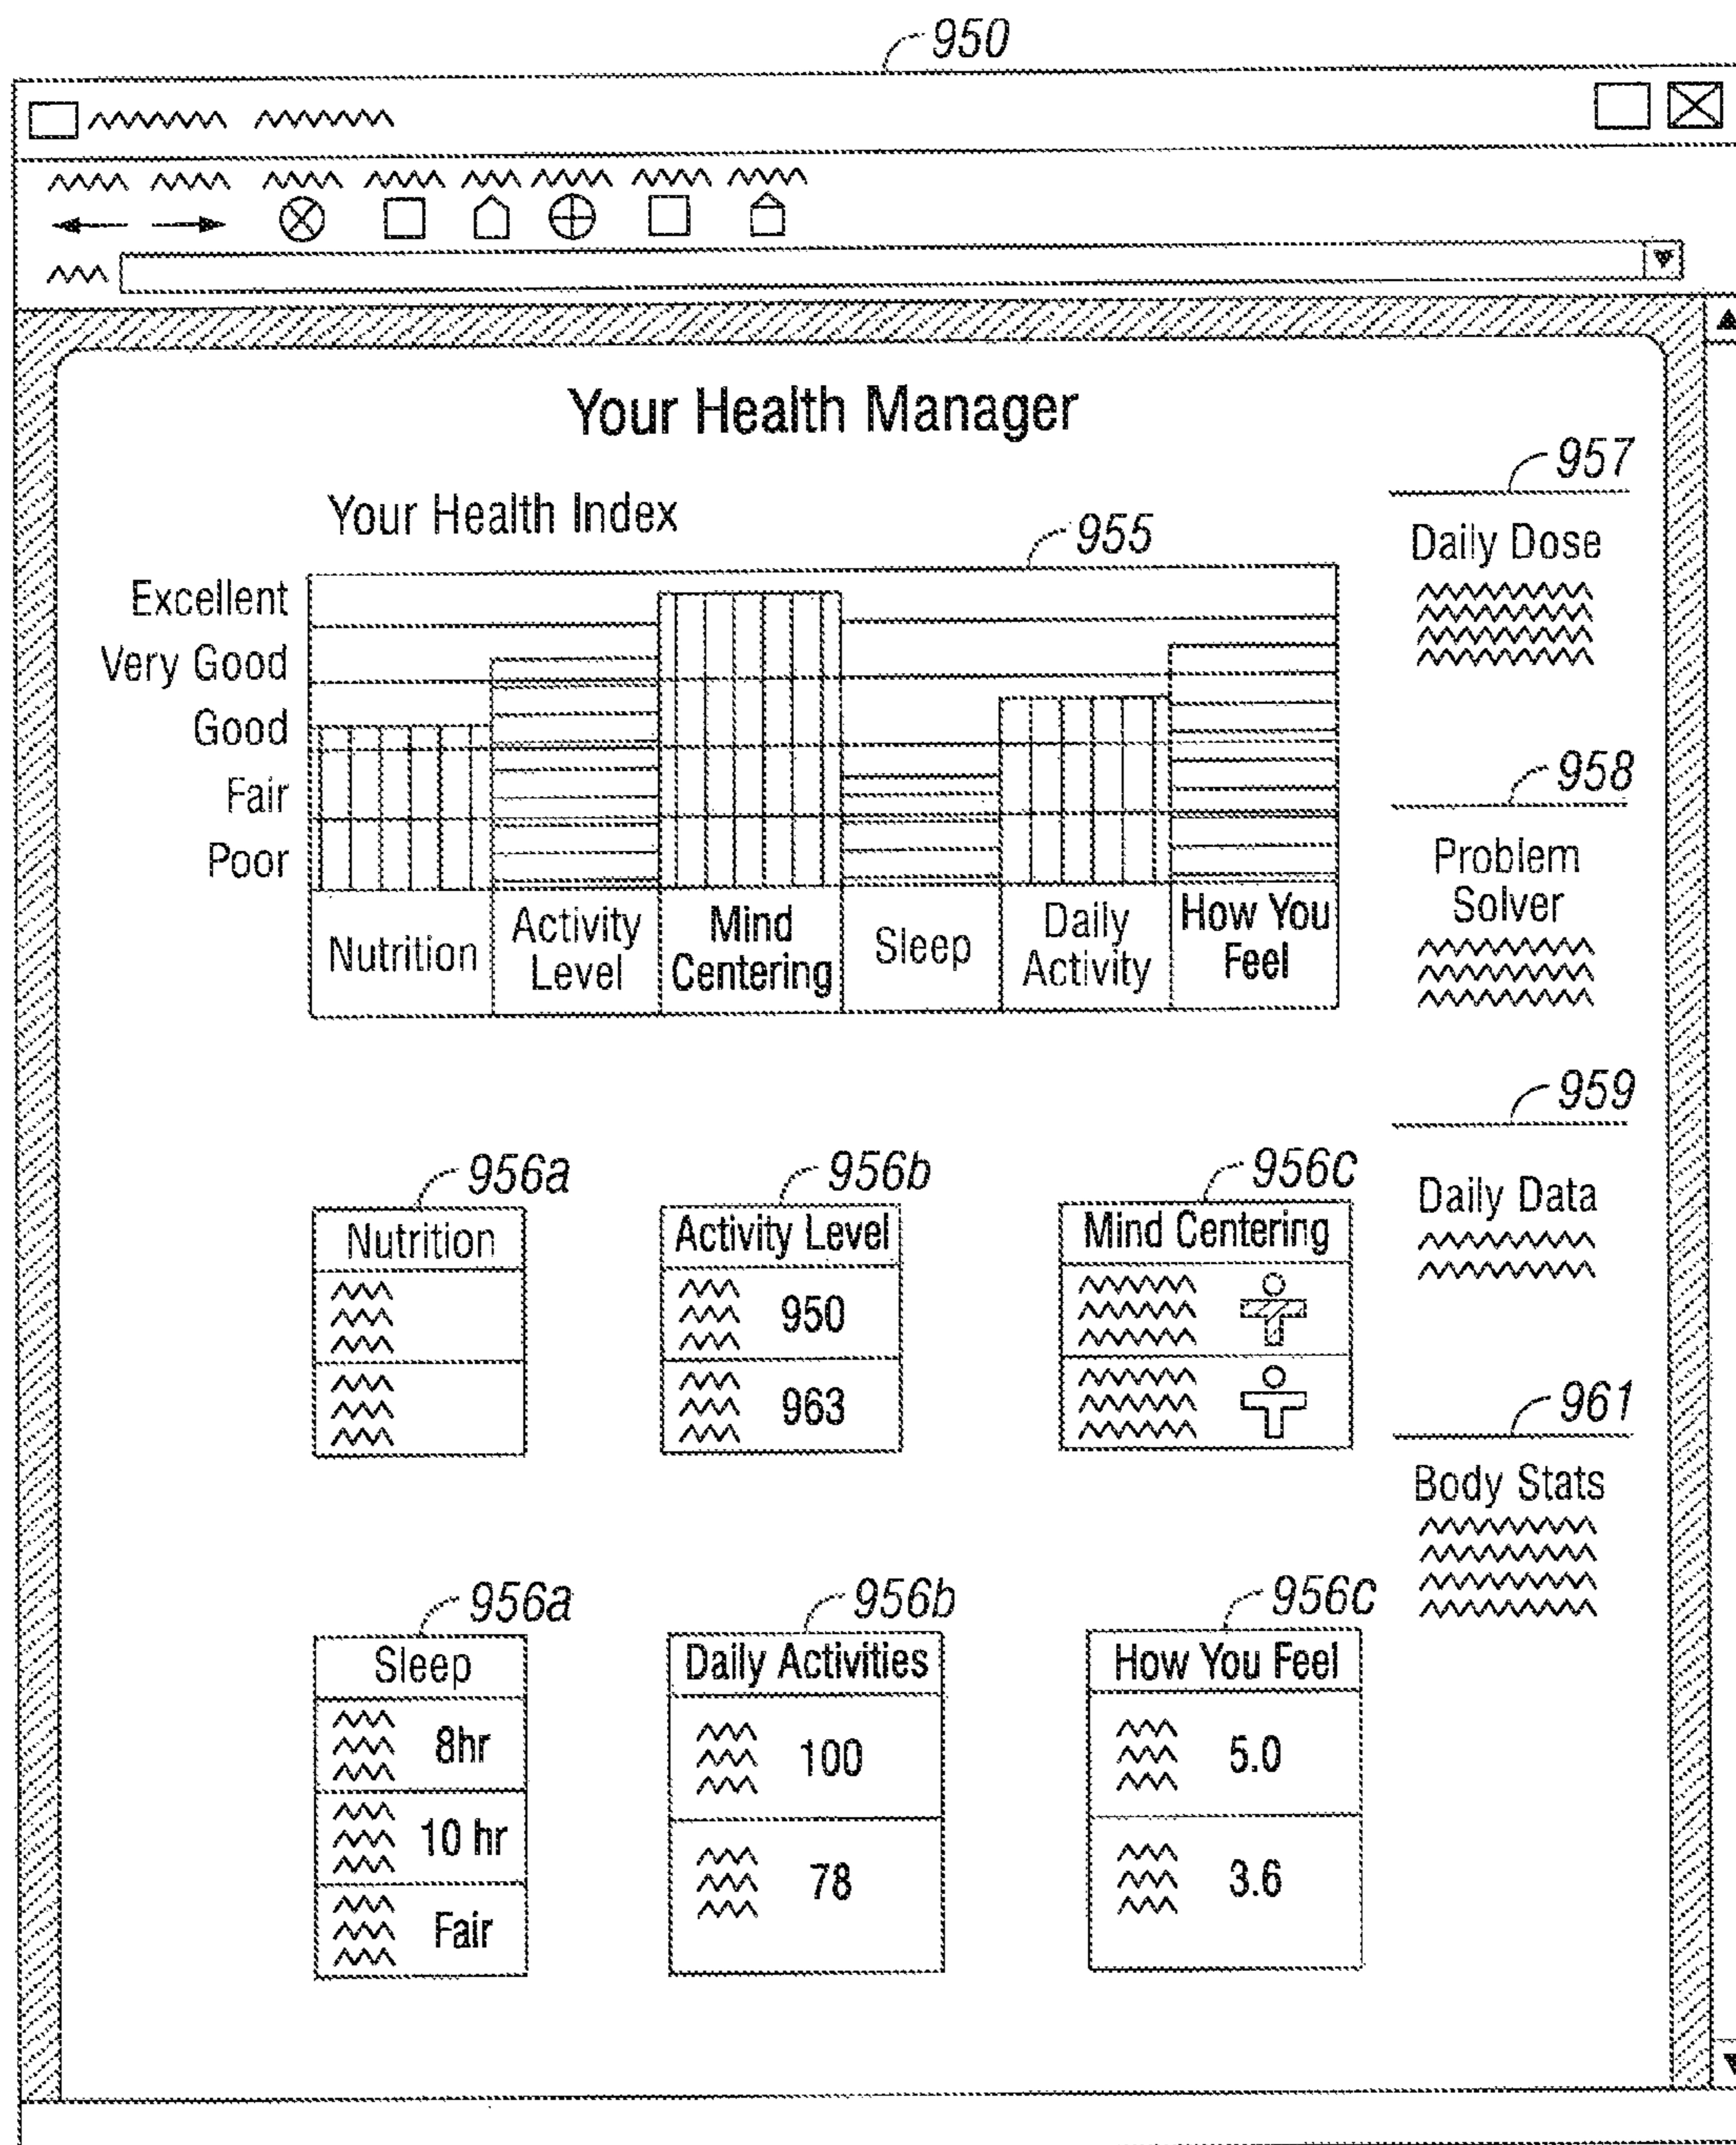 950
Your Health Manager
957
Your Health Index
955
Daily Dose
Excellent
Very Good
Good
Fair
Poor
Nutrition
Activity
Level
Mind
Centering
Sleep
Daily
Activity
How You
Feel
958
Problem
Solver
959
Daily Data
956a
Nutrition
956b
Activity Level
950
963
956c
Mind Centering
961
Body Stats
956a
Sleep
8hr
10 hr
Fair
956b
Daily Activities
100
78
956c
How You Feel
5.0
3.6